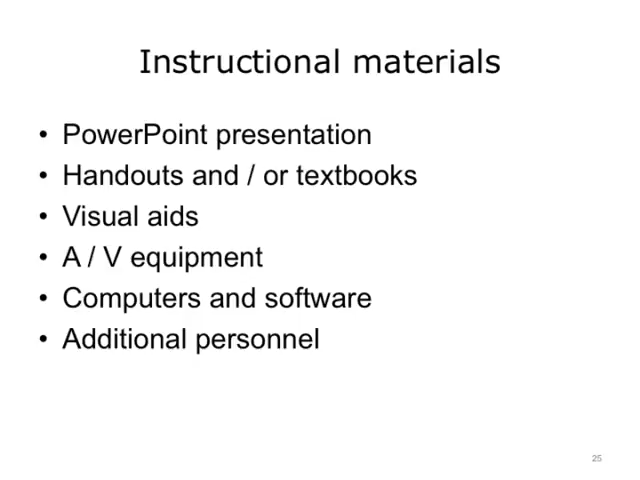 Instructional materials
• PowerPoint presentation
• Handouts and / or textbooks
• Visual aids
• A / V equipment
• Computers and software
• Additional personnel
25